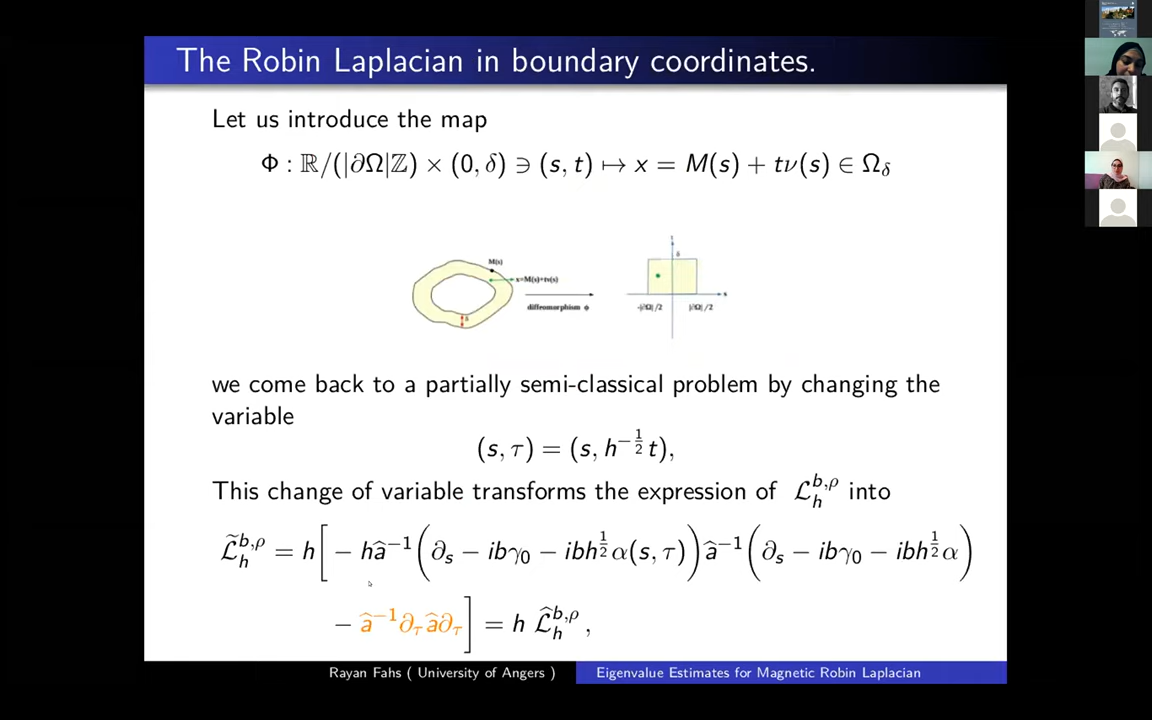 The Robin Laplacian in boundary coordinates.
Let us introduce the map
Φ : ℝ/(|∂Ω|ℤ) × (0, δ) ∋ (s, t) ↦ x = M(s) + tν(s) ∈ Ω_δ
M(s)
x=M(s)+tν(s)
δ
diffeomorphism ϕ
δ
-|∂Ω|/2
|∂Ω|/2
we come back to a partially semi-classical problem by changing the
variable
(s, τ) = (s, h^{-1/2} t),
This change of variable transforms the expression of ℒ_h^{b,ρ} into
ℒ̃_h^{b,ρ} = h[ − hâ^{−1}(∂_s − ibγ_0 − ibh^{1/2}α(s, τ))â^{−1}(∂_s − ibγ_0 − ibh^{1/2}α)
− â^{−1}∂_τâ∂_τ] = h ℒ̂_h^{b,ρ},
Rayan Fahs ( University of Angers )
Eigenvalue Estimates for Magnetic Robin Laplacian